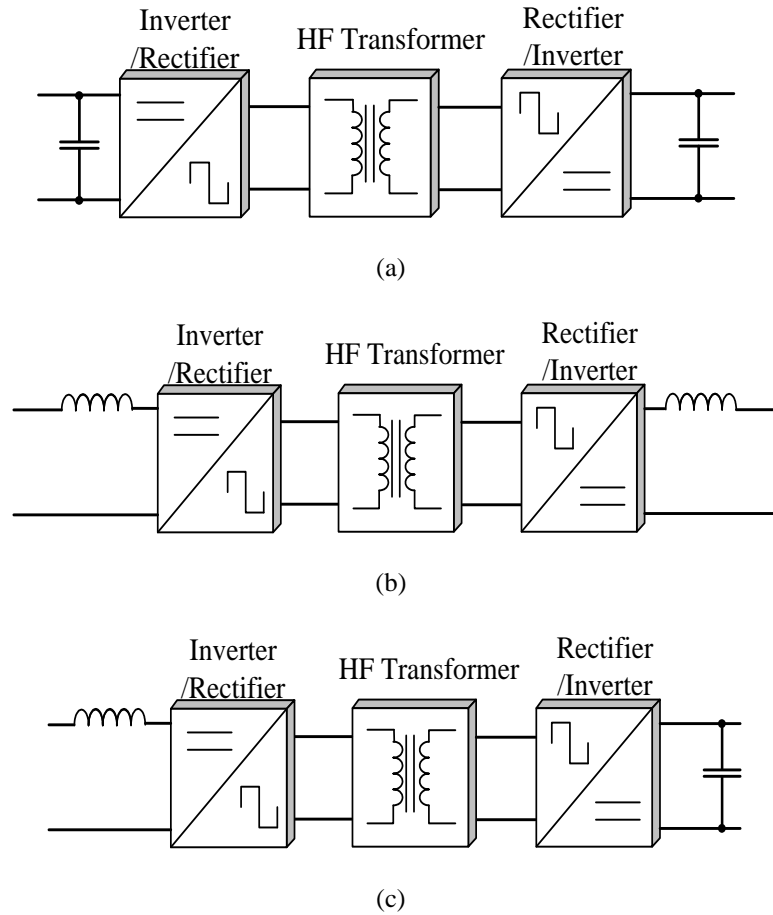 Inverter
/Rectifier
HF Transformer
Rectifier
/Inverter
(a)
Inverter
/Rectifier
HF Transformer
Rectifier
/Inverter
(b)
Inverter
/Rectifier
HF Transformer
Rectifier
/Inverter
(c)